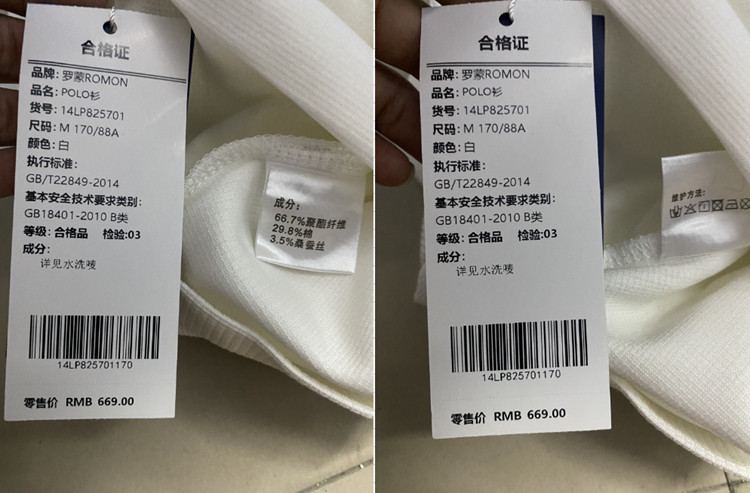 合格证
品牌: 罗蒙ROMON
品名: POLO衫
货号: 14LP825701
尺码: M 170/88A
颜色: 白
执行标准:
GB/T22849-2014
基本安全技术要求类别:
GB18401-2010 B类
等级: 合格品 检验:03
成分:
详见水洗唛
14LP825701170
零售价 RMB 669.00
成分:
66.7%聚酯纤维
29.8%棉
3.5%桑蚕丝
合格证
品牌: 罗蒙ROMON
品名: POLO衫
货号: 14LP825701
尺码: M 170/88A
颜色: 白
执行标准:
GB/T22849-2014
基本安全技术要求类别:
GB18401-2010 B类
等级: 合格品 检验:03
成分:
详见水洗唛
14LP825701170
零售价 RMB 669.00
维护方法: